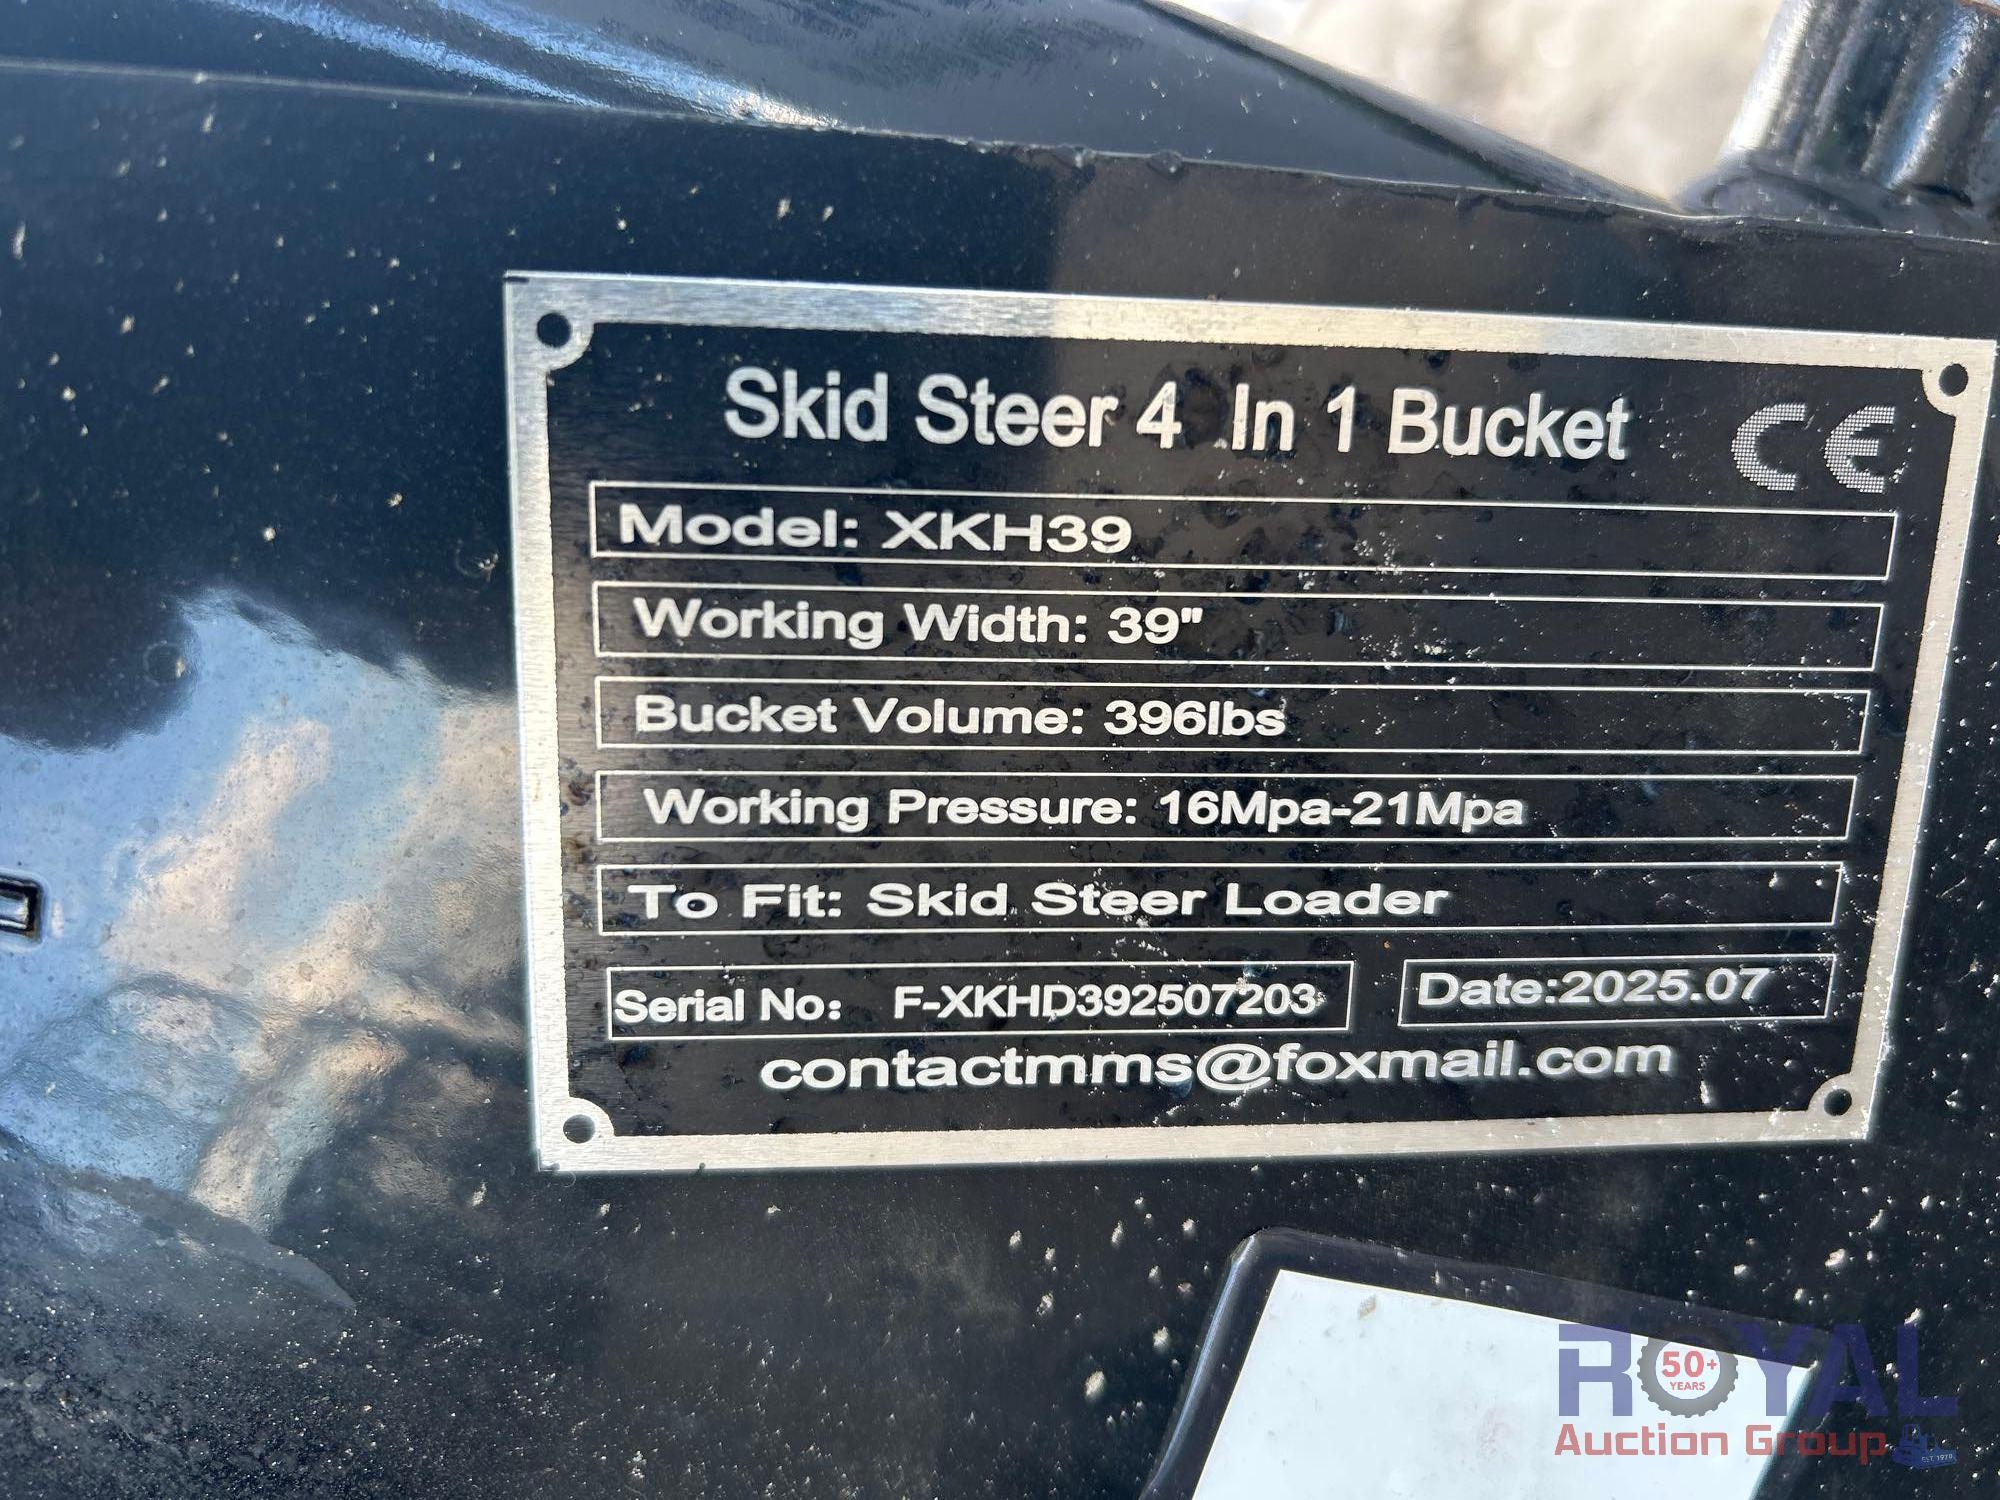 Skid Steer 4 In 1 Bucket
CE
Model: XKH39
Working Width: 39"
Bucket Volume: 396lbs
Working Pressure: 16Mpa-21Mpa
To Fit: Skid Steer Loader
Serial No: F-XKHD392507203
Date:2025.07
contactmms@foxmail.com
ROYAL
50+
YEARS
Auction Group
EST. 1970